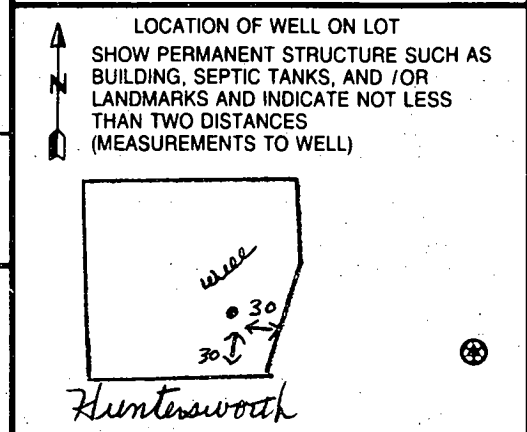 LOCATION OF WELL ON LOT
SHOW PERMANENT STRUCTURE SUCH AS
BUILDING, SEPTIC TANKS, AND / OR
LANDMARKS AND INDICATE NOT LESS
THAN TWO DISTANCES
(MEASUREMENTS TO WELL)
N
well
30
30
Huntersworth